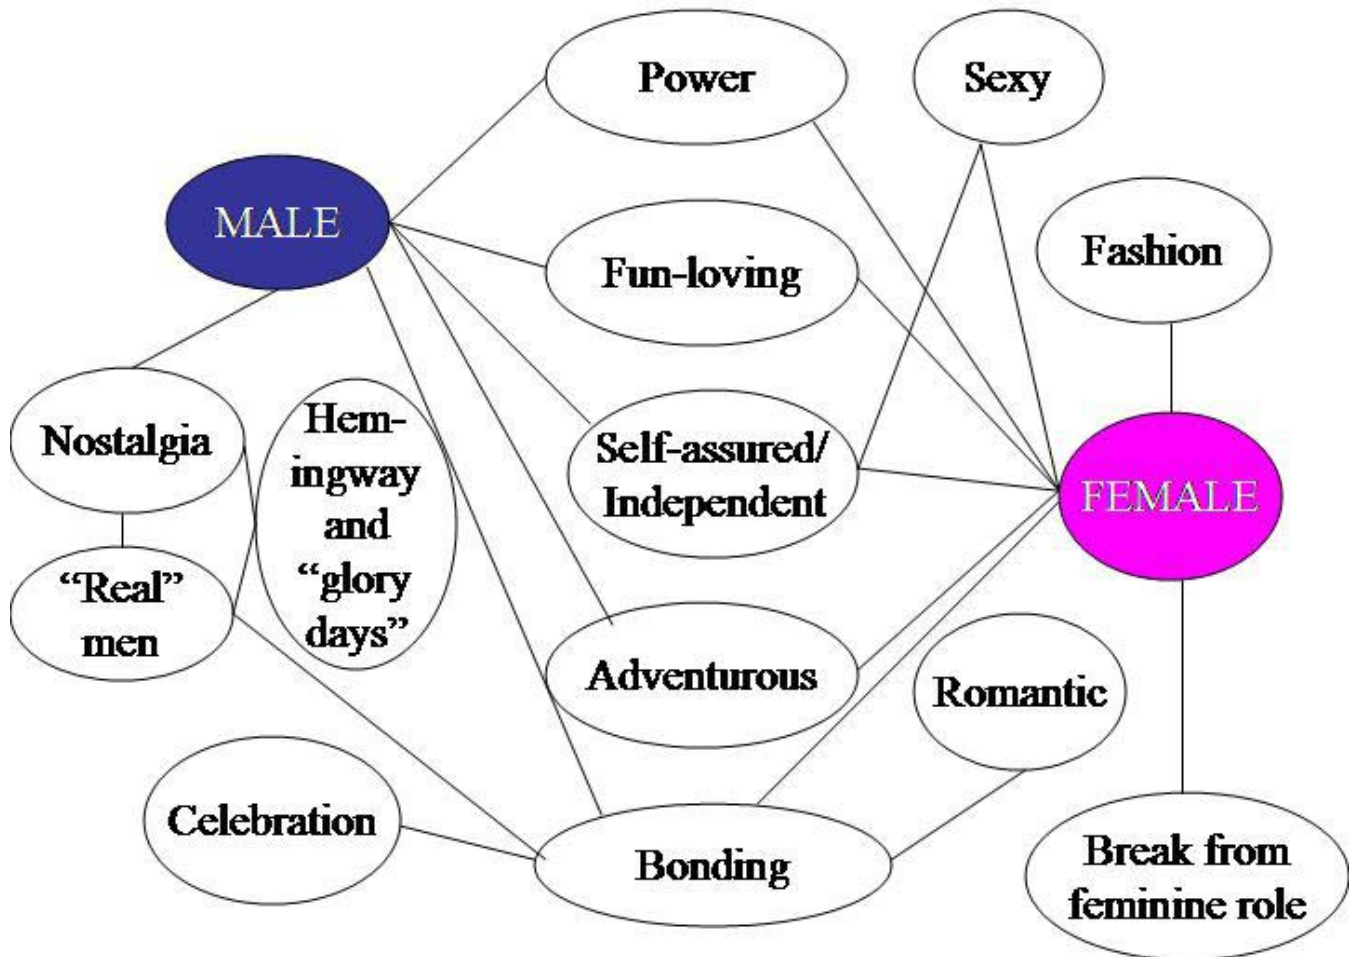 Power
Sexy
MALE
Fashion
Fun-loving
Nostalgia
Hem-
ingway
and
“glory
days”
Self-assured/
Independent
FEMALE
“Real”
men
Adventurous
Romantic
Celebration
Bonding
Break from
feminine role